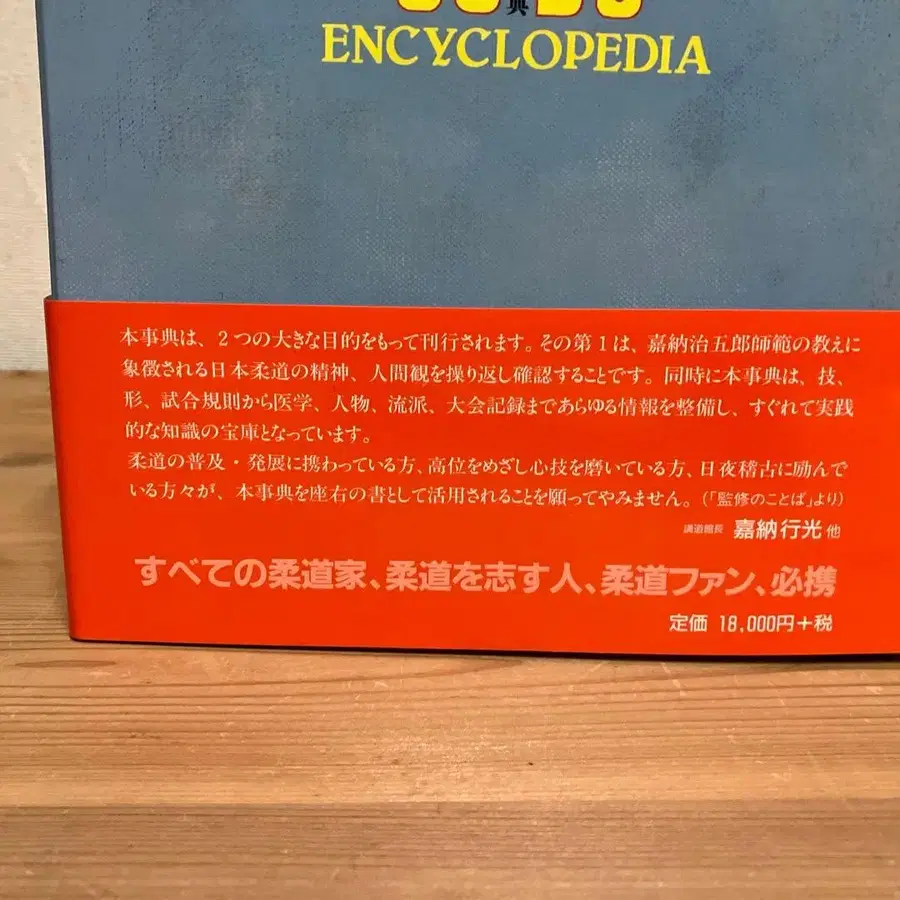 典
ENCYCLOPEDIA
本事典は、2つの大きな目的をもって刊行されます。その第1は、嘉納治五郎師範の教えに
象徴される日本柔道の精神、人間観を操り返し確認することです。同時に本事典は、技、
形、試合規則から医学、人物、流派、大会記録まであらゆる情報を整備し、すぐれて実践
的な知識の宝庫となっています。
柔道の普及・発展に携わっている方、高位をめざし心技を磨いている方、日夜稽古に励んで
いる方々が、本事典を座右の書として活用されることを願ってやみません。(「監修のことば」より)
講道館長 嘉納行光 他
すべての柔道家、柔道を志す人、柔道ファン、必携
定価 18,000円+税